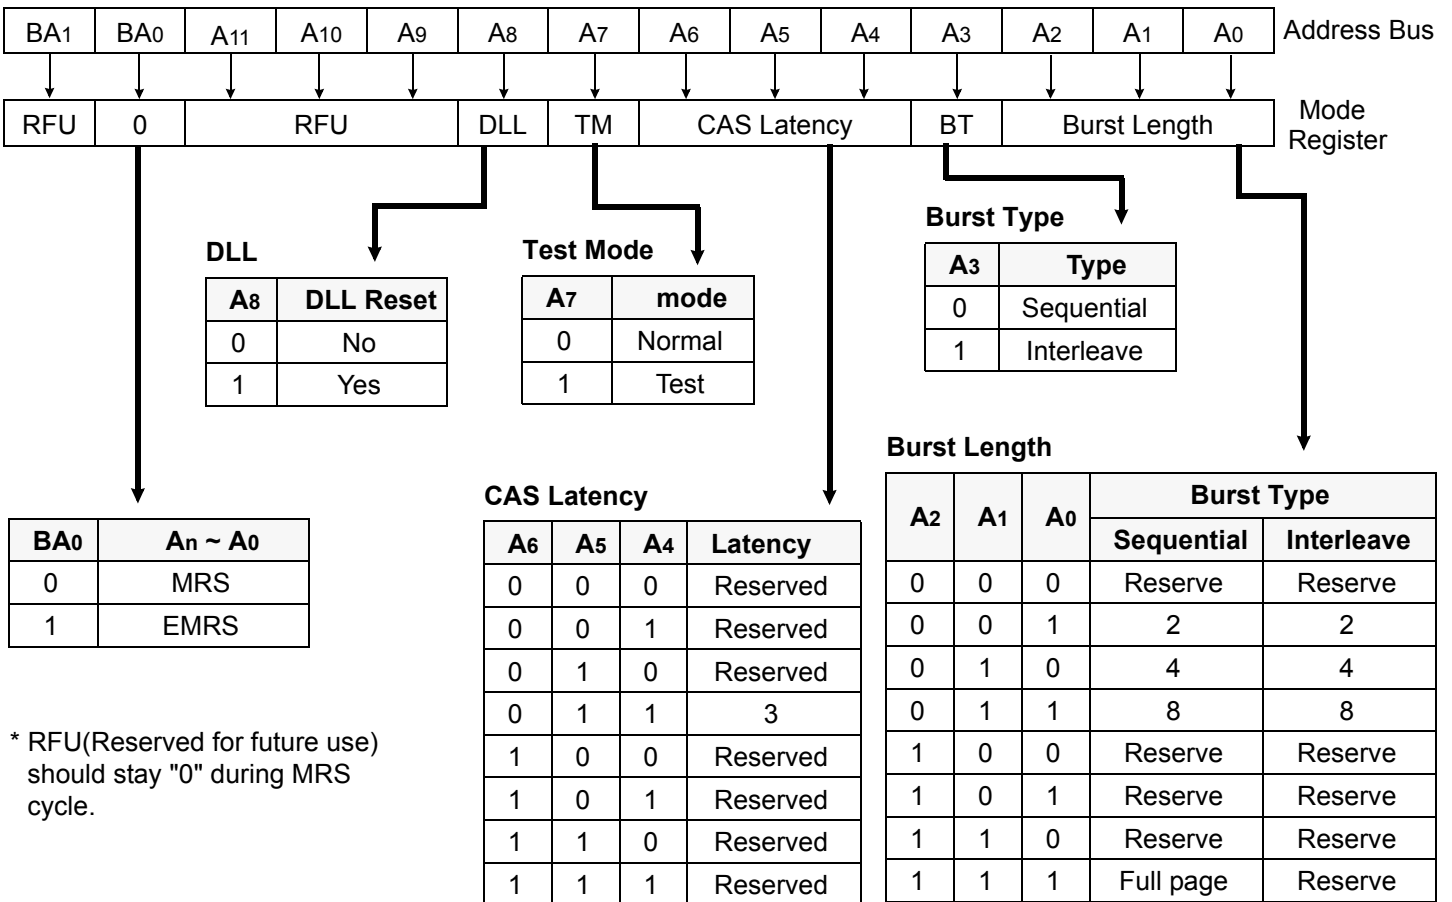 BA1 BA0 A11 A10 A9 A8 A7 A6 A5 A4 A3 A2 A1 A0 Address Bus
RFU 0 RFU DLL TM CAS Latency BT Burst Length Mode Register
DLL
A8 DLL Reset
0 No
1 Yes
Test Mode
A7 mode
0 Normal
1 Test
Burst Type
A3 Type
0 Sequential
1 Interleave
BA0 An ~ A0
0 MRS
1 EMRS
* RFU(Reserved for future use)
should stay "0" during MRS
cycle.
CAS Latency
A6 A5 A4 Latency
0 0 0 Reserved
0 0 1 Reserved
0 1 0 Reserved
0 1 1 3
1 0 0 Reserved
1 0 1 Reserved
1 1 0 Reserved
1 1 1 Reserved
Burst Length
A2 A1 A0 Burst Type
Sequential Interleave
0 0 0 Reserve Reserve
0 0 1 2 2
0 1 0 4 4
0 1 1 8 8
1 0 0 Reserve Reserve
1 0 1 Reserve Reserve
1 1 0 Reserve Reserve
1 1 1 Full page Reserve